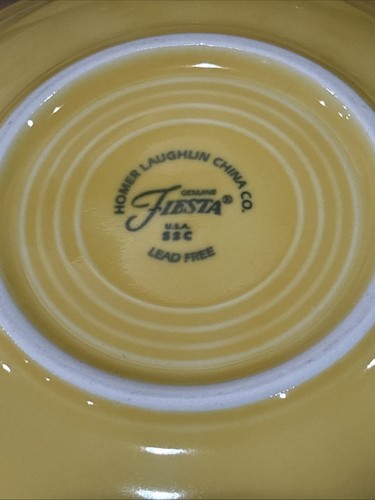 HOMER LAUGHLIN CHINA CO.
GENUINE
FIESTA®
U.S.A.
SSC
LEAD FREE